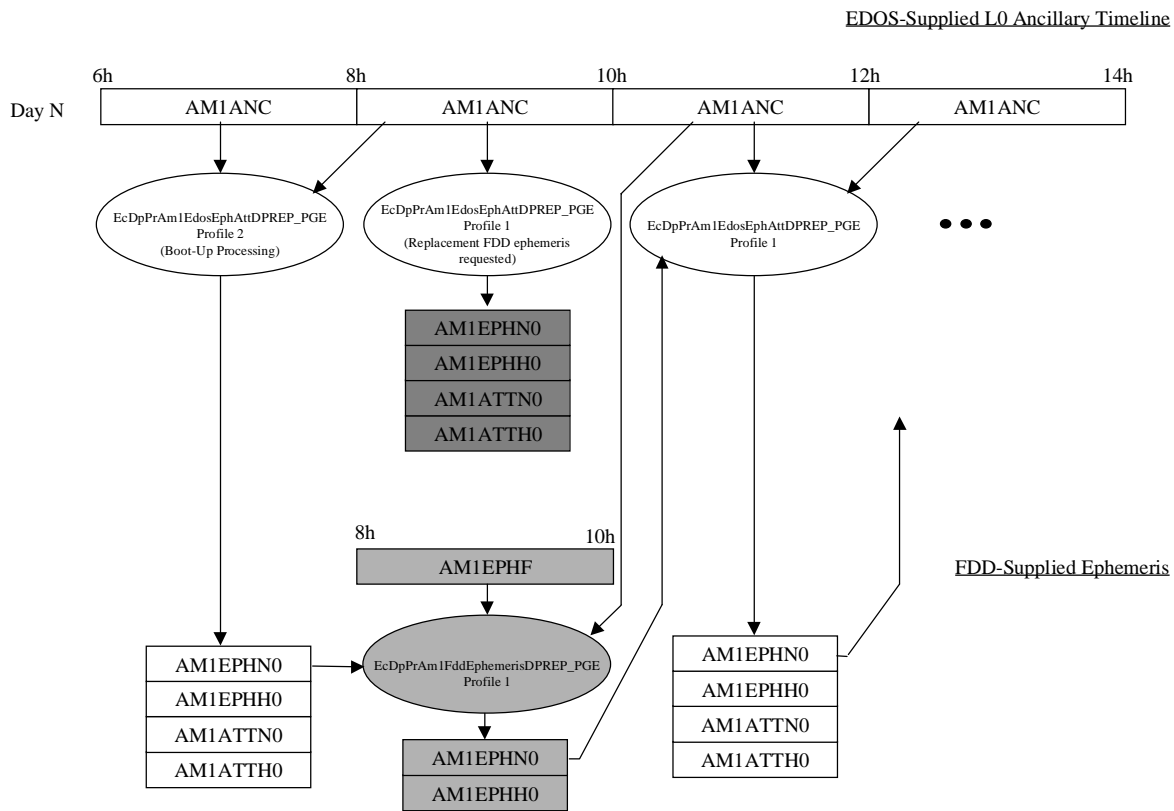 EDOS-Supplied L0 Ancillary Timeline
6h
8h
10h
12h
14h
Day N
AM1ANC
AM1ANC
AM1ANC
AM1ANC
EcDpPrAm1EdosEphAttDPREP_PGE
Profile 2
(Boot-Up Processing)
EcDpPrAm1EdosEphAttDPREP_PGE
Profile 1
(Replacement FDD ephemeris
requested)
EcDpPrAm1EdosEphAttDPREP_PGE
Profile 1
AM1EPHN0
AM1EPHH0
AM1ATTN0
AM1ATTH0
8h
10h
AM1EPHF
FDD-Supplied Ephemeris
EcDpPrAm1FddEphemerisDPREP_PGE
Profile 1
AM1EPHN0
AM1EPHH0
AM1ATTN0
AM1ATTH0
AM1EPHN0
AM1EPHH0
AM1EPHN0
AM1EPHH0
AM1ATTN0
AM1ATTH0